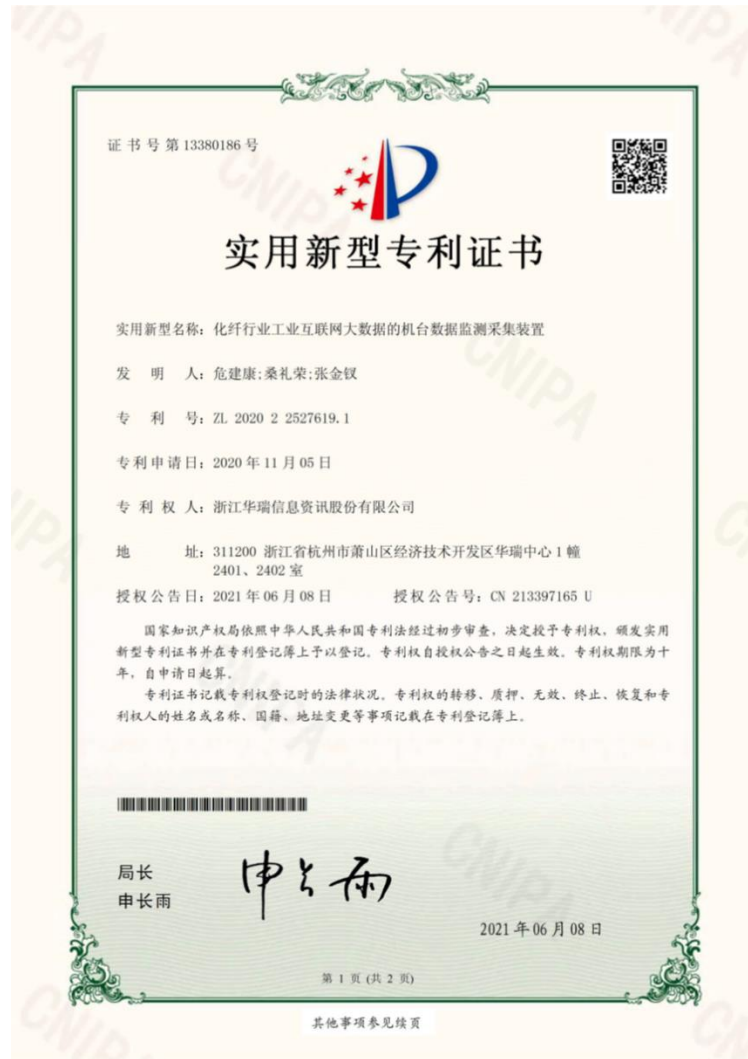 证书号第13380186号
实用新型专利证书
实用新型名称：化纤行业工业互联网大数据的机台数据监测采集装置
发 明 人：危建康;桑礼荣;张金钗
专 利 号：ZL 2020 2 2527619.1
专利申请日：2020年11月05日
专 利 权 人：浙江华瑞信息资讯股份有限公司
地 址：311200 浙江省杭州市萧山区经济技术开发区华瑞中心1幢
2401、2402室
授权公告日：2021年06月08日 授权公告号：CN 213397165 U
国家知识产权局依照中华人民共和国专利法经过初步审查，决定授予专利权，颁发实用
新型专利证书并在专利登记簿上予以登记。专利权自授权公告之日起生效。专利权期限为十
年，自申请日起算。
专利证书记载专利权登记时的法律状况。专利权的转移、质押、无效、终止、恢复和专
利权人的姓名或名称、国籍、地址变更等事项记载在专利登记簿上。
局长
申长雨
申长雨
2021年06月08日
第 1 页 (共 2 页)
其他事项参见续页
CNIPA
CNIPA
CNIPA
CNIPA